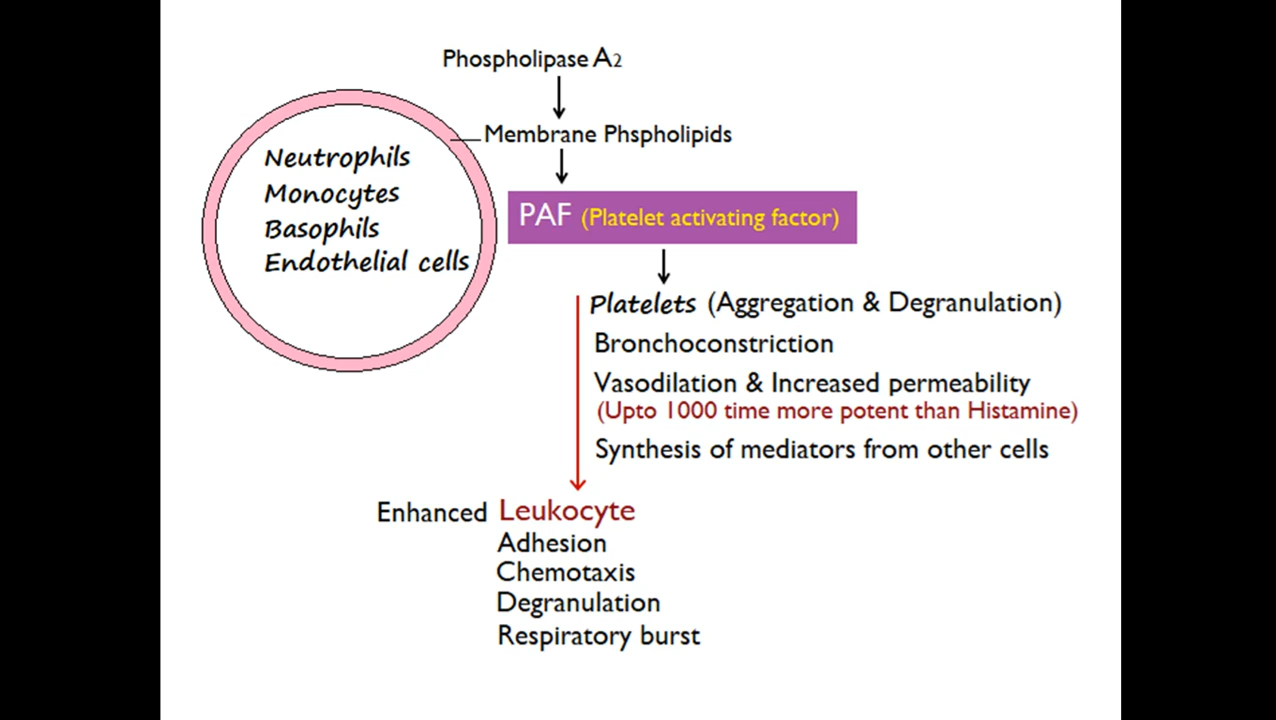 Phospholipase A2
Membrane Phspholipids
Neutrophils
Monocytes
Basophils
Endothelial cells
PAF (Platelet activating factor)
Platelets (Aggregation & Degranulation)
Bronchoconstriction
Vasodilation & Increased permeability
(Upto 1000 time more potent than Histamine)
Synthesis of mediators from other cells
Enhanced Leukocyte
Adhesion
Chemotaxis
Degranulation
Respiratory burst